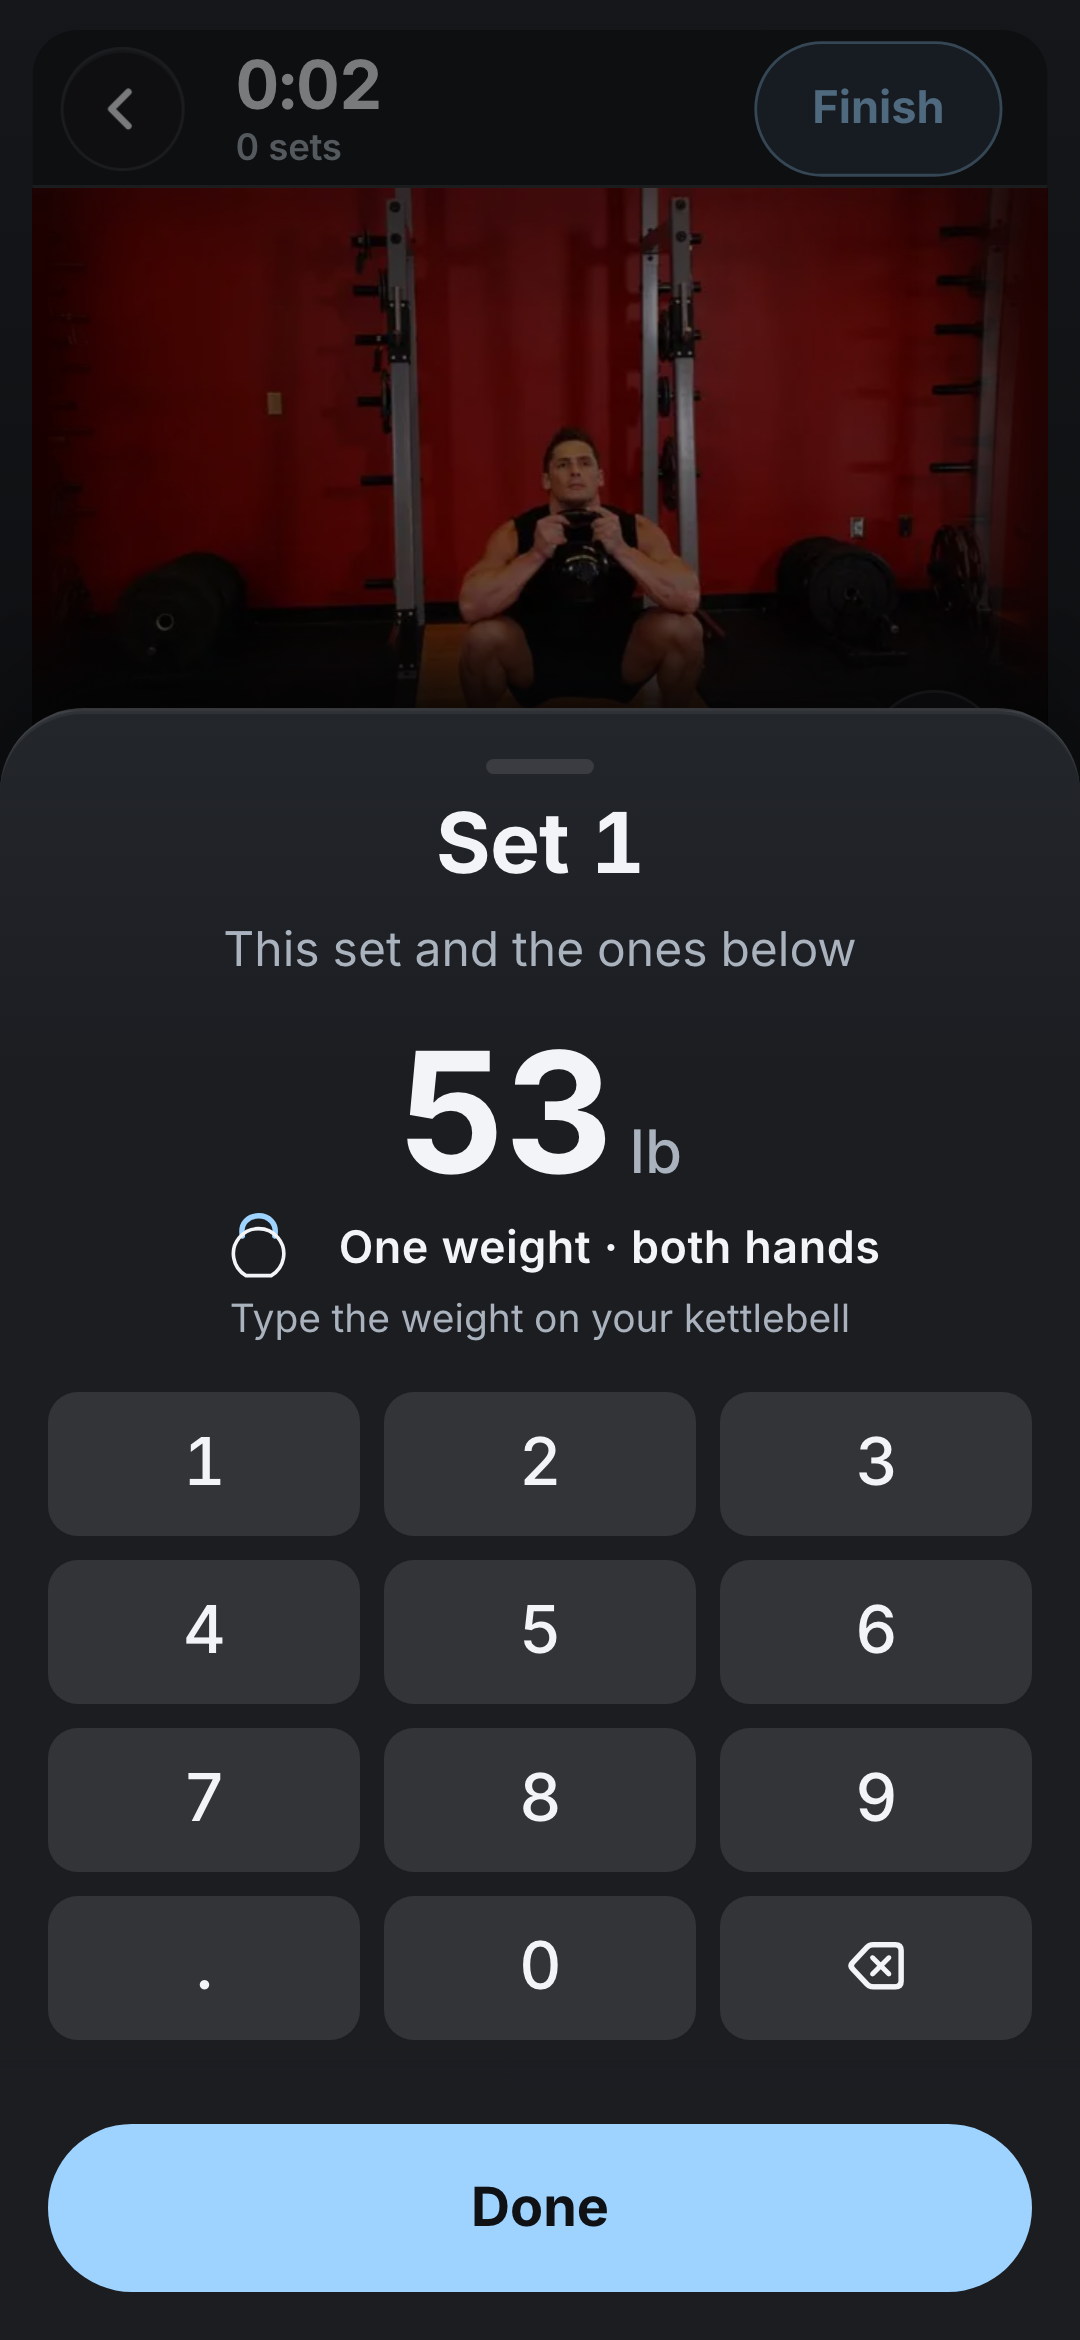 0:02
0 sets
Finish
Set 1
This set and the ones below
53 lb
One weight · both hands
Type the weight on your kettlebell
1 2 3
4 5 6
7 8 9
. 0
Done